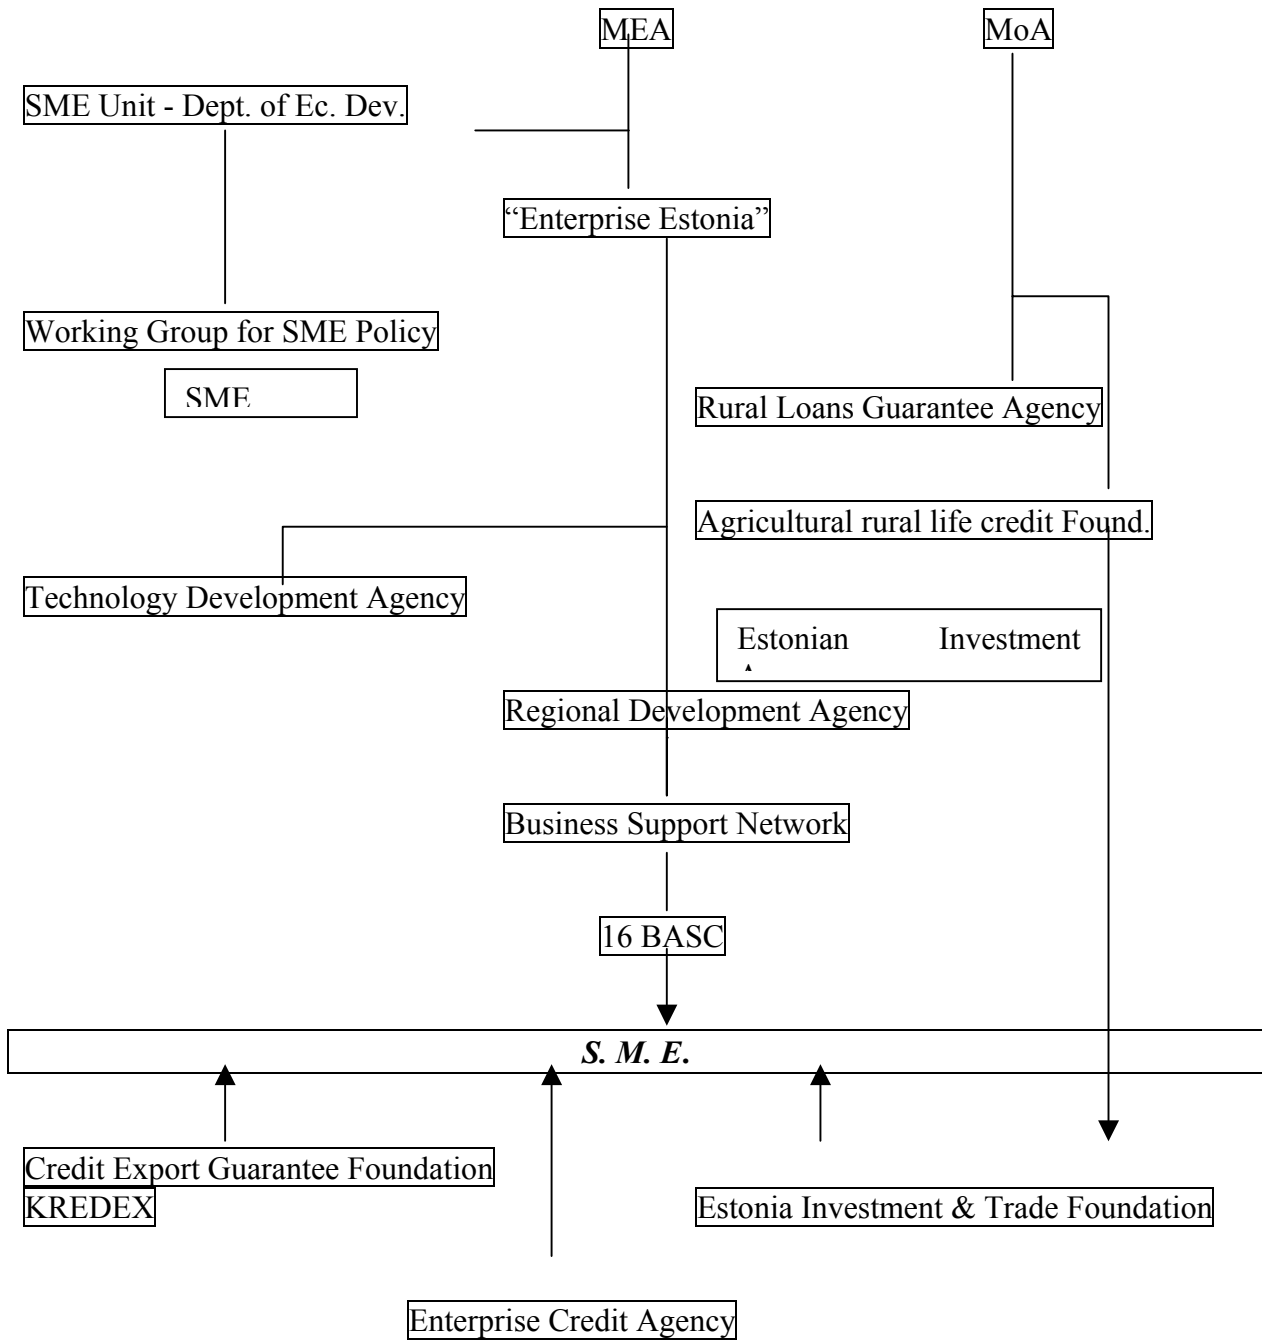 MEA
MoA
SME Unit - Dept. of Ec. Dev.
“Enterprise Estonia”
Working Group for SME Policy
SME
Rural Loans Guarantee Agency
Agricultural rural life credit Found.
Technology Development Agency
Estonian Investment
Regional Development Agency
Business Support Network
16 BASC
S. M. E.
Credit Export Guarantee Foundation
KREDEX
Estonia Investment & Trade Foundation
Enterprise Credit Agency